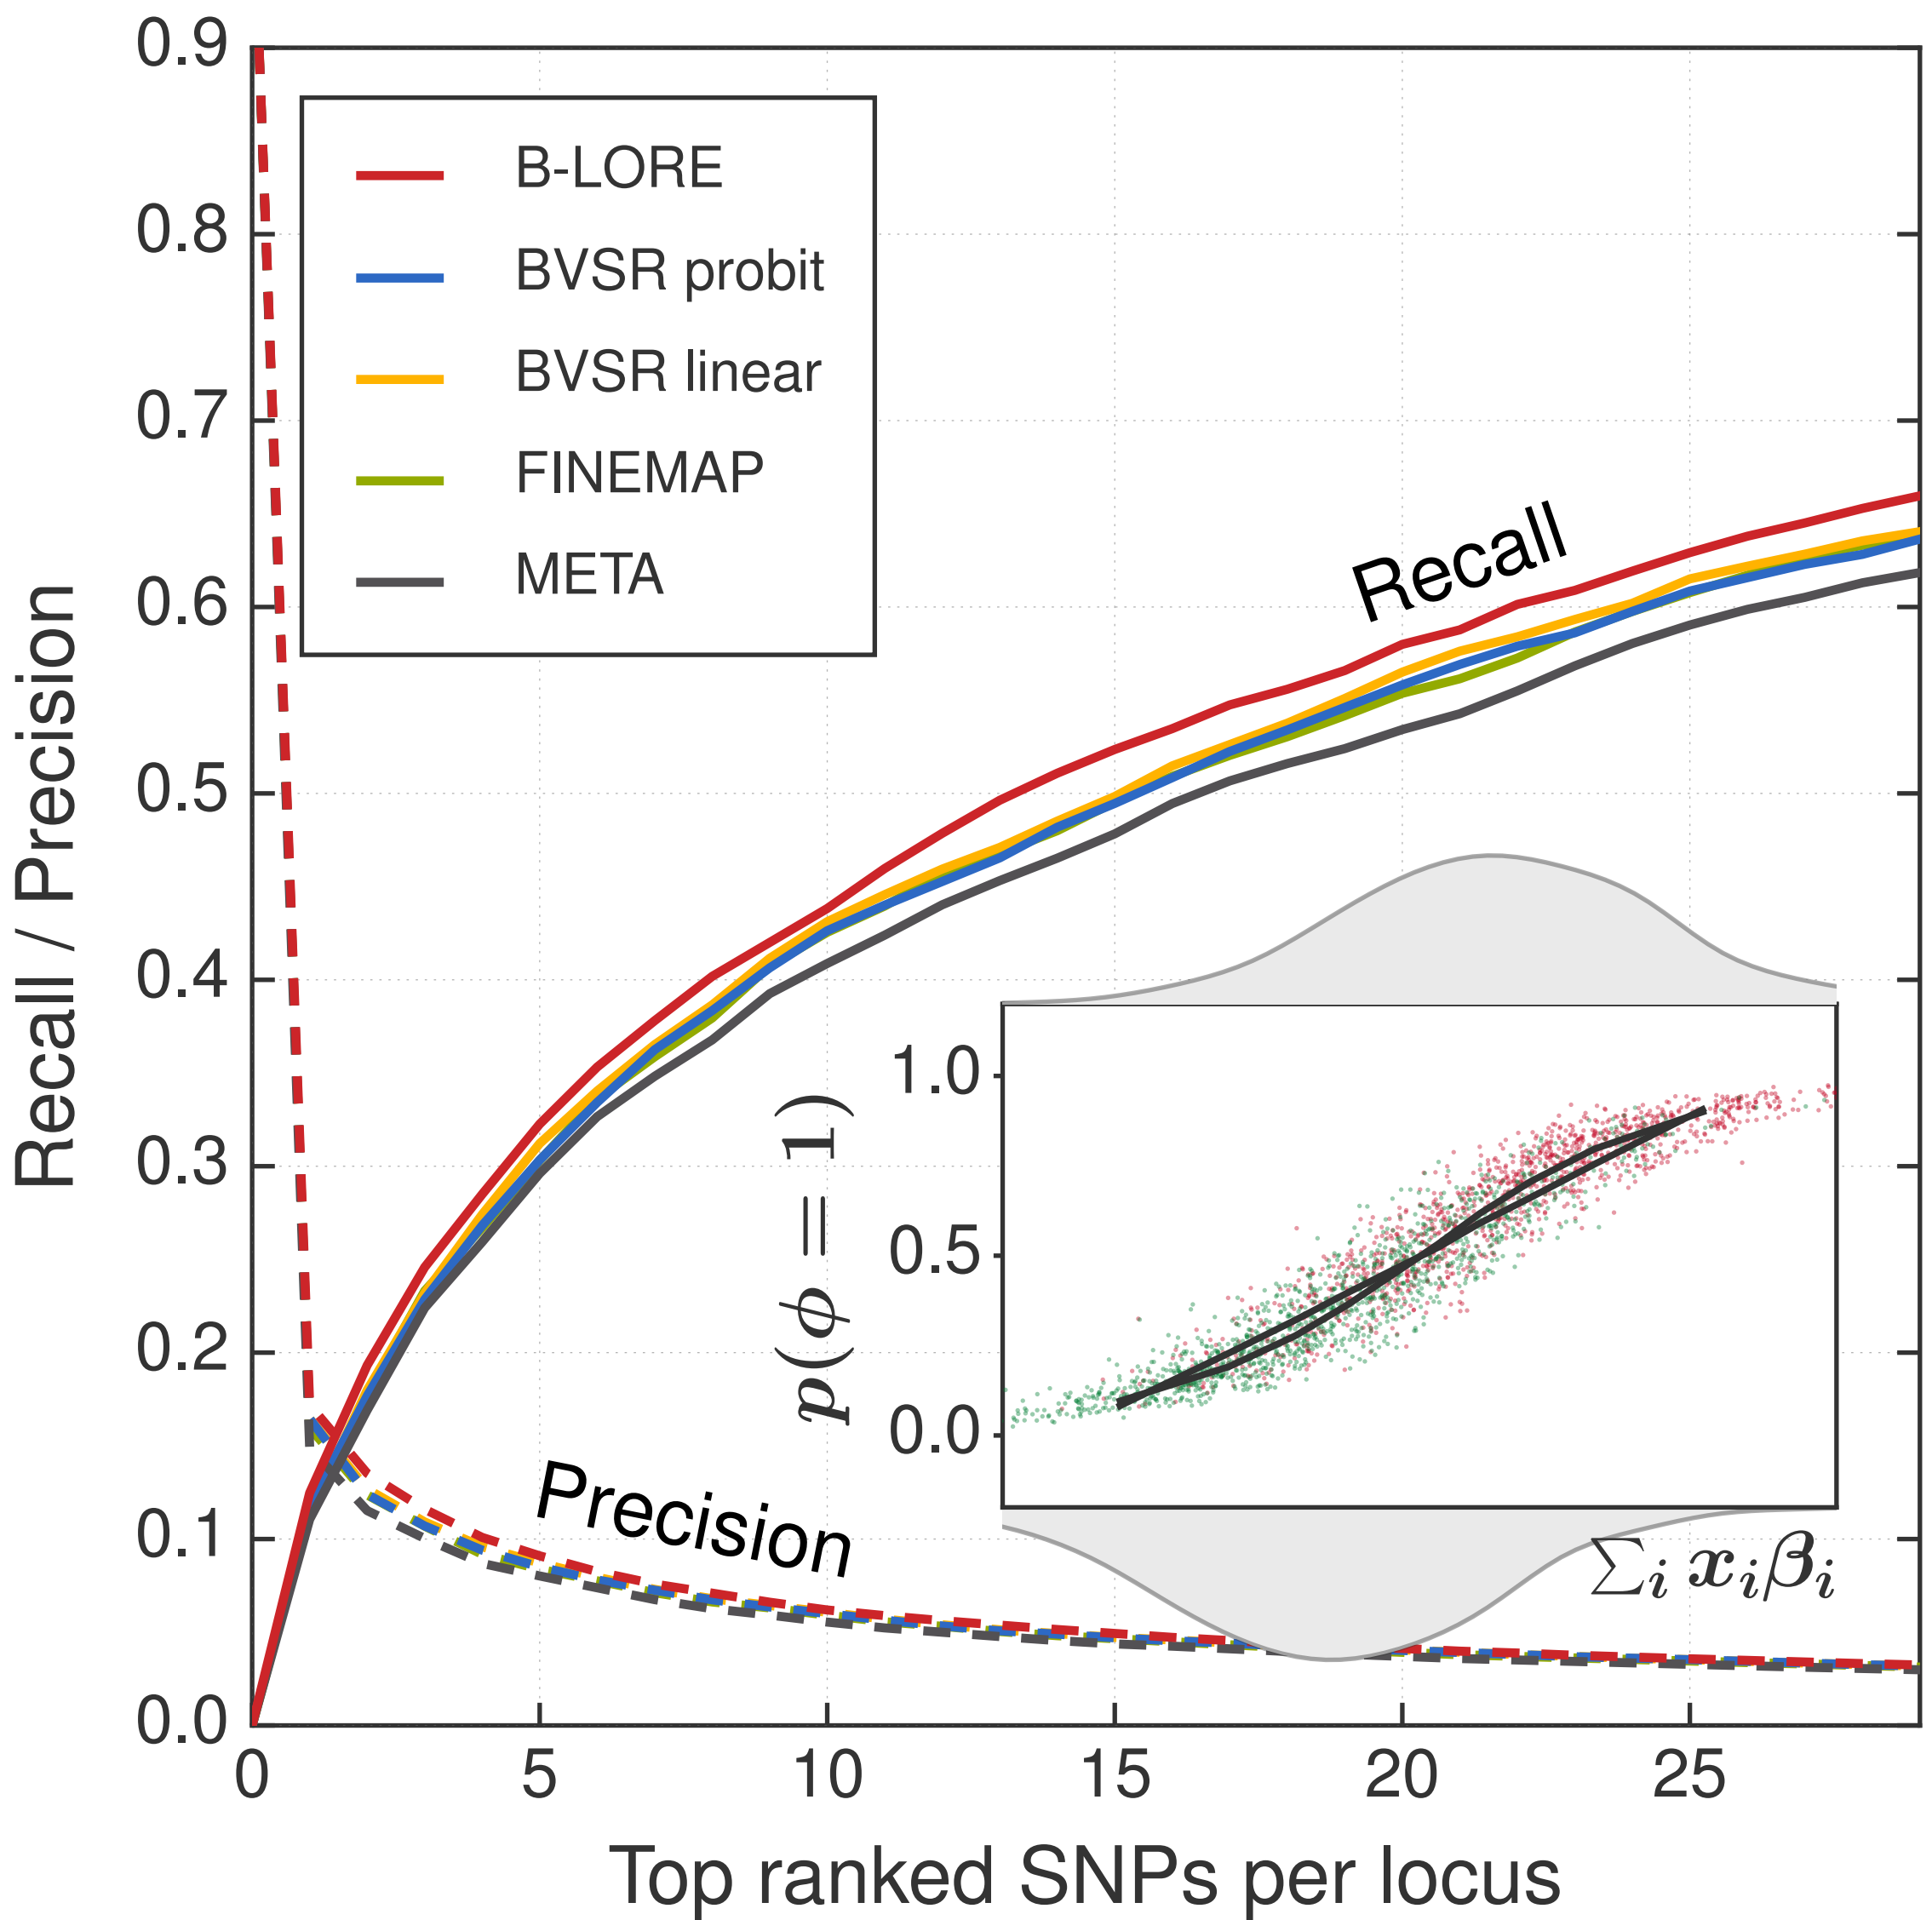 Recall / Precision
0.9
0.8
0.7
0.6
0.5
0.4
0.3
0.2
0.1
0.0
B-LORE
BVSR probit
BVSR linear
FINEMAP
META
Recall
Precision
p(ϕ = 1)
1.0
0.5
0.0
∑ᵢ xᵢβᵢ
0 5 10 15 20 25
Top ranked SNPs per locus